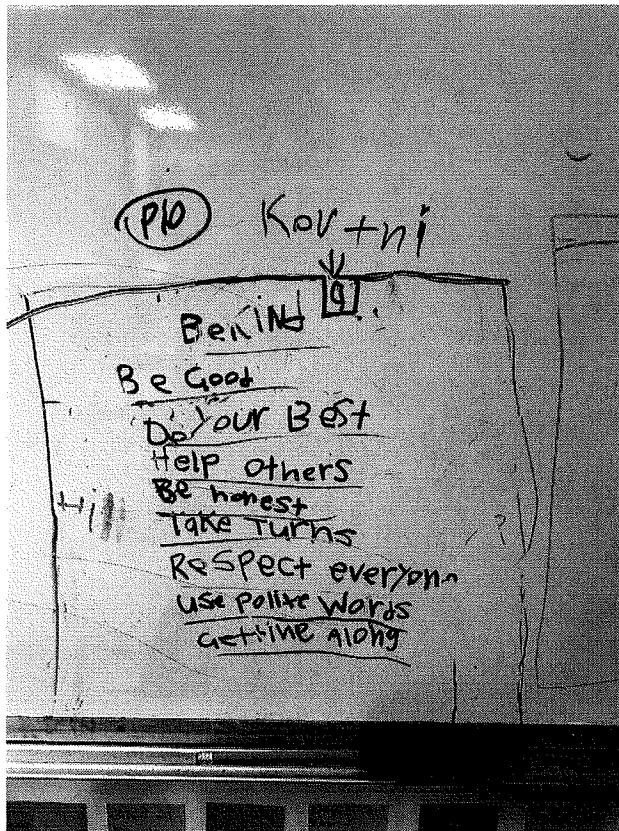 P10 Kov+ni
9
Be KiNd
Be Good
Do Your BeSt
Help others
Be honest
Hi
Take Turns
ReSpect everyon
use polite Words
Gettine Along